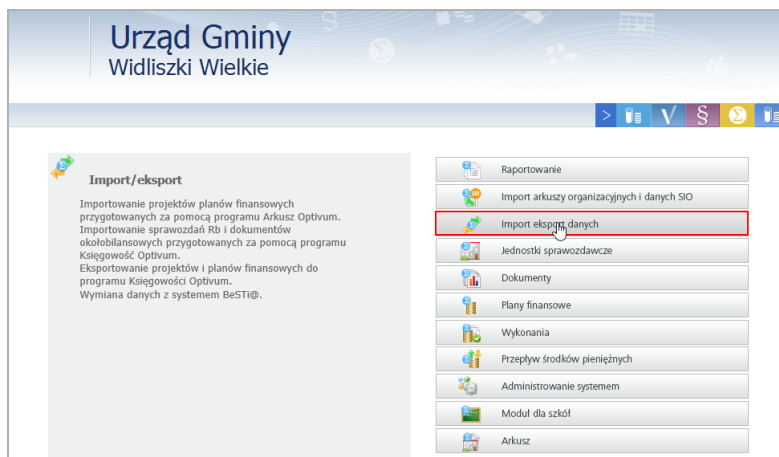 Urząd Gminy
Widliszki Wielkie
> V § Σ
Import/eksport
Importowanie projektów planów finansowych
przygotowanych za pomocą programu Arkusz Optivum.
Importowanie sprawozdań Rb i dokumentów
okołobilansowych przygotowanych za pomocą programu
Księgowość Optivum.
Eksportowanie projektów i planów finansowych do
programu Księgowości Optivum.
Wymiana danych z systemem BeSTi@.
Raportowanie
Import arkuszy organizacyjnych i danych SIO
Import eksport danych
Jednostki sprawozdawcze
Dokumenty
Plany finansowe
Wykonania
Przepływ środków pieniężnych
Administrowanie systemem
Moduł dla szkół
Arkusz